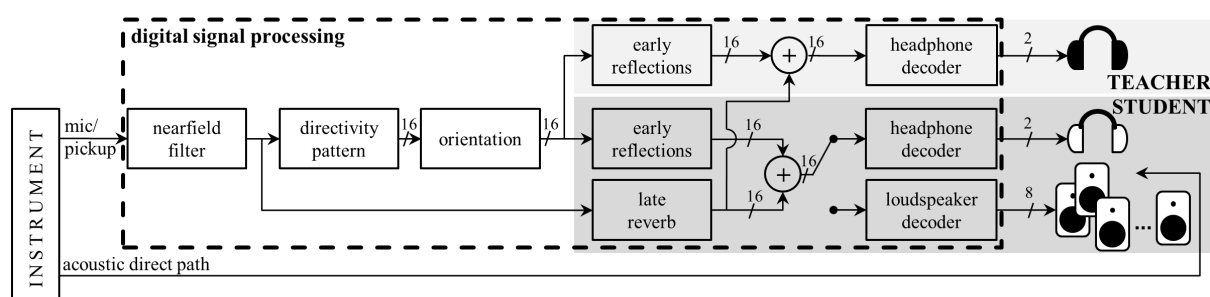 digital signal processing
early
reflections
16
+
16
headphone
decoder
2
TEACHER
STUDENT
INSTRUMENT
mic/
pickup
nearfield
filter
directivity
pattern
16
orientation
16
early
reflections
16
+
16
headphone
decoder
2
late
reverb
16
loudspeaker
decoder
8
...
acoustic direct path